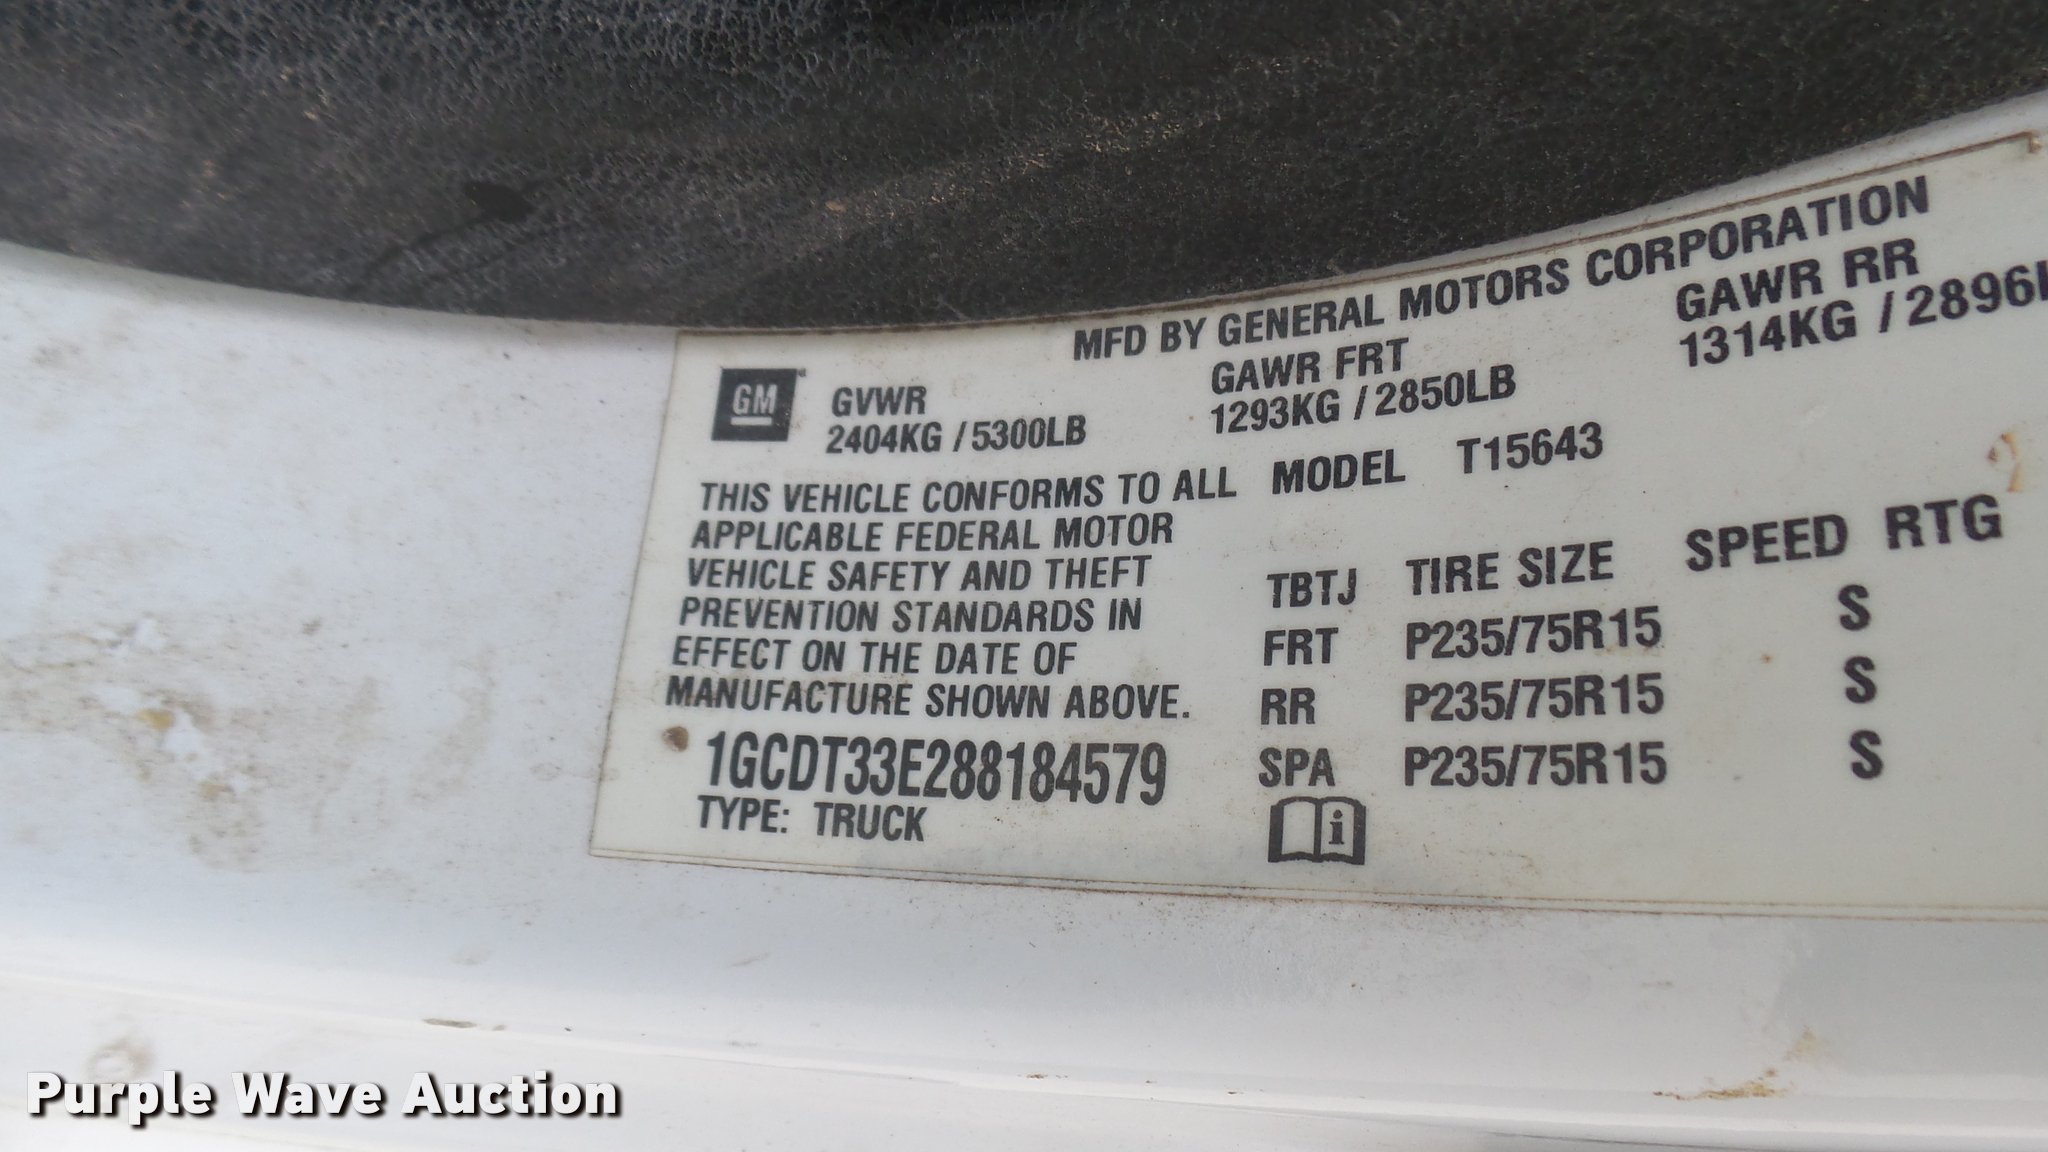 MFD BY GENERAL MOTORS CORPORATION
GM
GVWR GAWR FRT GAWR RR
2404KG / 5300LB 1293KG / 2850LB 1314KG / 2896
THIS VEHICLE CONFORMS TO ALL MODEL T15643
APPLICABLE FEDERAL MOTOR
VEHICLE SAFETY AND THEFT
PREVENTION STANDARDS IN
EFFECT ON THE DATE OF
MANUFACTURE SHOWN ABOVE.
TBTJ TIRE SIZE SPEED RTG
FRT P235/75R15 S
RR P235/75R15 S
SPA P235/75R15 S
1GCDT33E288184579
TYPE: TRUCK
i
Purple Wave Auction